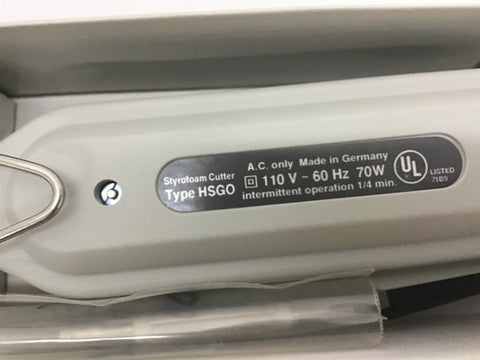 Styrofoam Cutter
Type HSGO
A.C. only Made in Germany
110 V ~ 60 Hz 70W
intermittent operation 1/4 min.
UL
LISTED
71B5